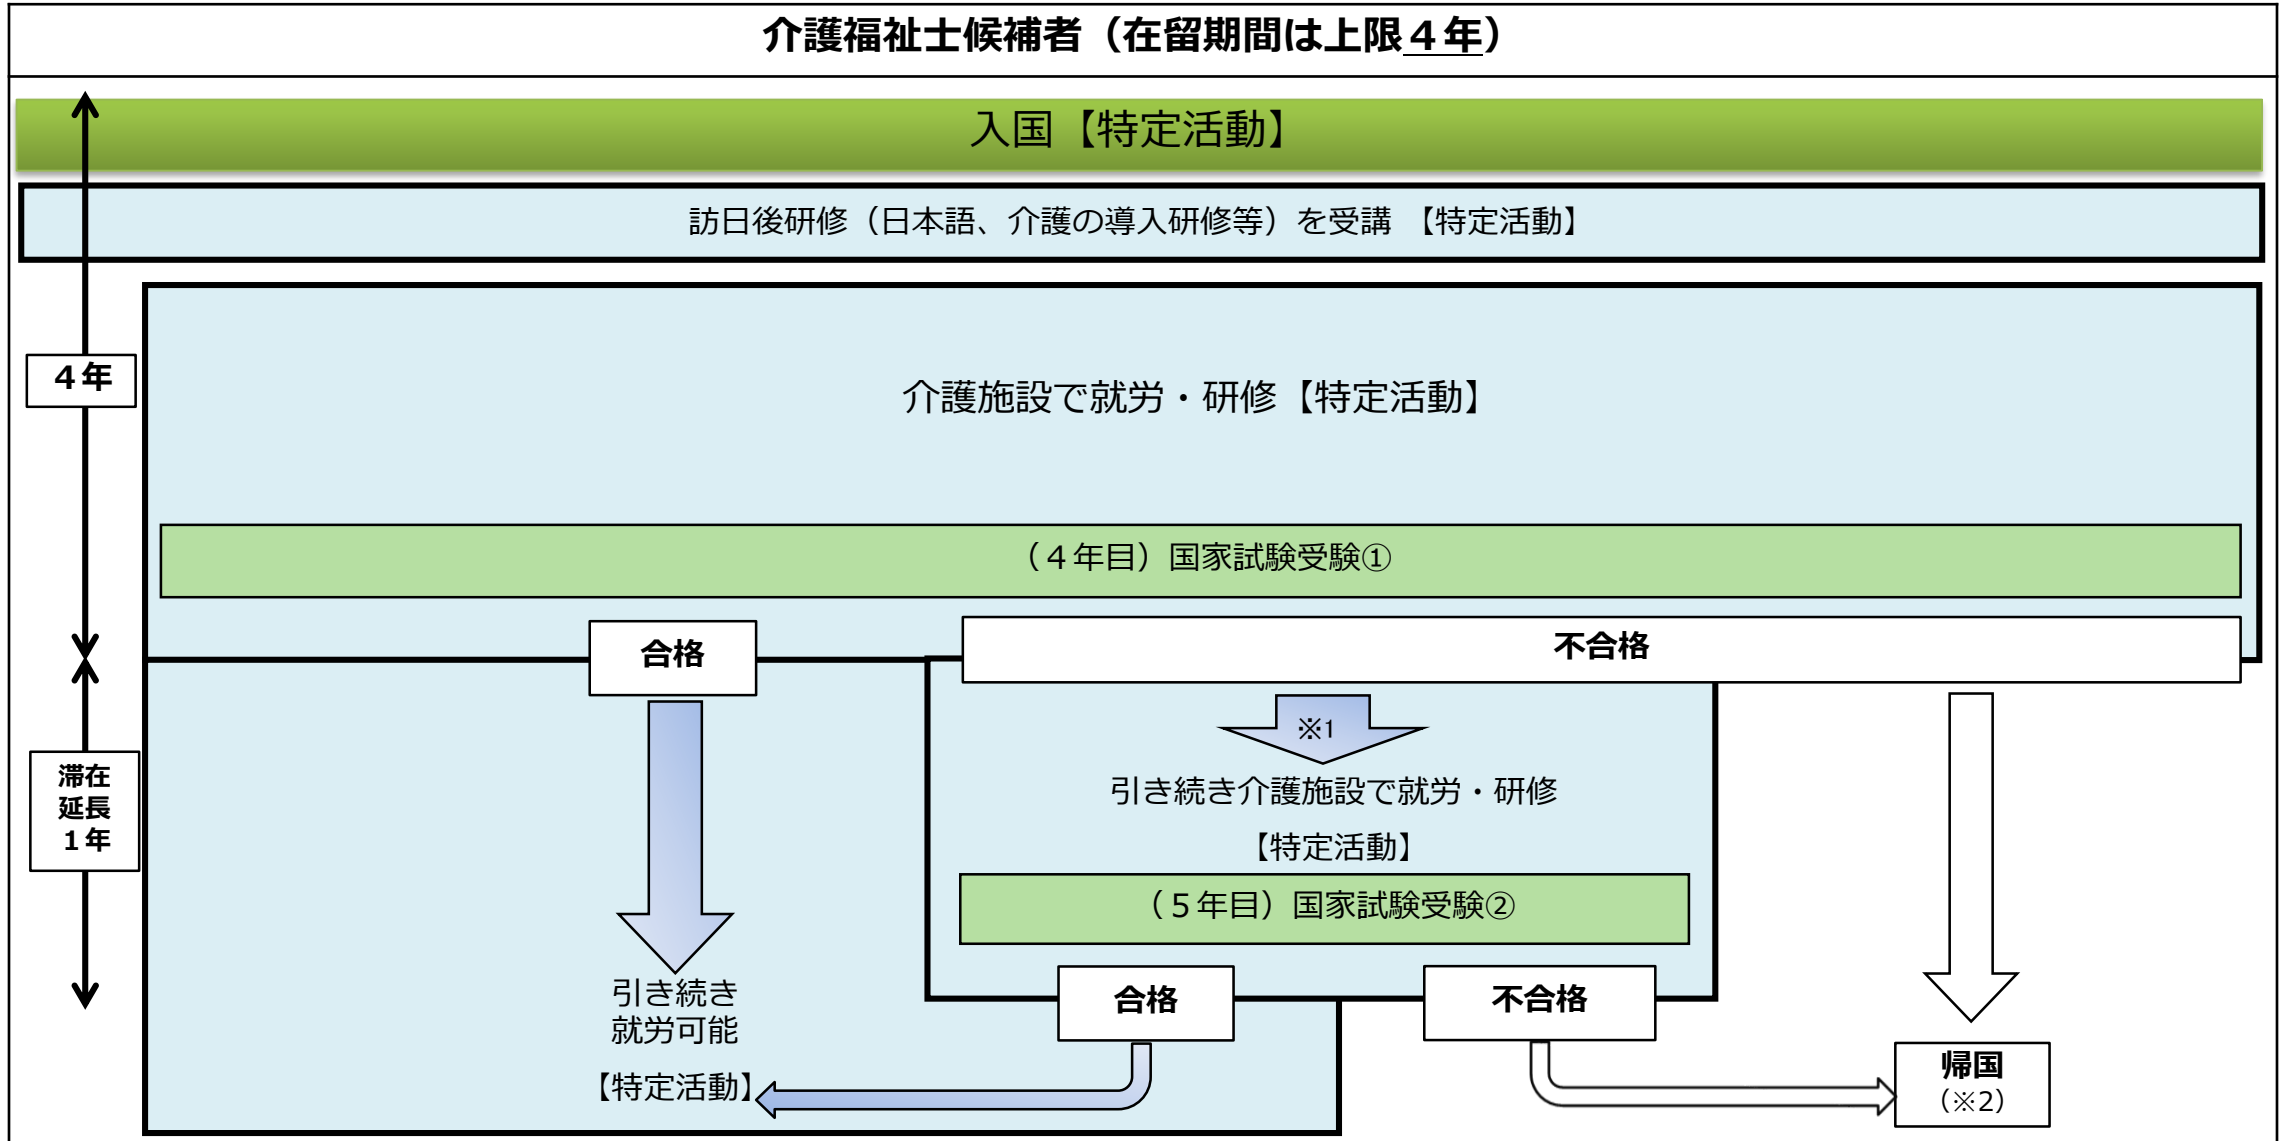 介護福祉士候補者（在留期間は上限４年）
入国【特定活動】
訪日後研修（日本語、介護の導入研修等）を受講 【特定活動】
４年
介護施設で就労・研修【特定活動】
（４年目）国家試験受験①
合格
不合格
※1
滞在
延長
１年
引き続き介護施設で就労・研修
【特定活動】
（５年目）国家試験受験②
合格
不合格
引き続き
就労可能
【特定活動】
帰国
（※2）